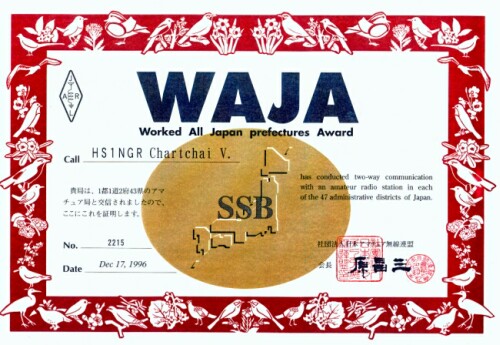 WAJA
Worked All Japan prefectures Award
Call HS1NGR Chartchai V.
貴局は、1都1道2府43県のアマ
チュア局と交信されましたので、
ここにこれを証明します。
has conducted two-way communication
with an amateur radio station in each
of the 47 administrative districts of Japan.
SSB
No. 2215
Date Dec 17, 1996
社団法人日本アマチュア無線連盟
会長